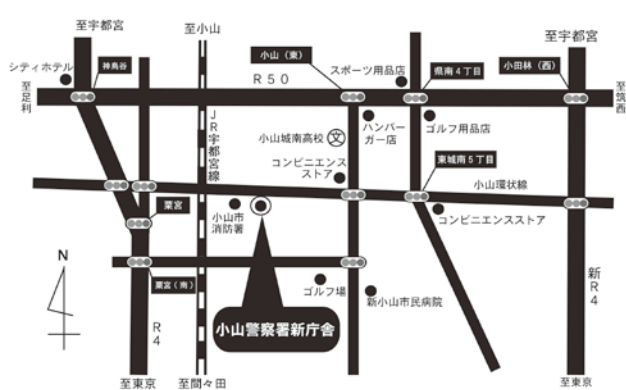 至宇都宮
至小山
至宇都宮
シティホテル
神鳥谷
小山（東）
スポーツ用品店
県南4丁目
小田林（西）
R50
至足利
至筑西
JR宇都宮線
小山城南高校
文
ハンバー
ガー店
ゴルフ用品店
コンビニエンス
ストア
東城南5丁目
小山環状線
粟宮
小山市
消防署
コンビニエンスストア
N
粟宮（南）
ゴルフ場
新小山市民病院
新R4
R4
小山警察署新庁舎
至東京
至間々田
至東京